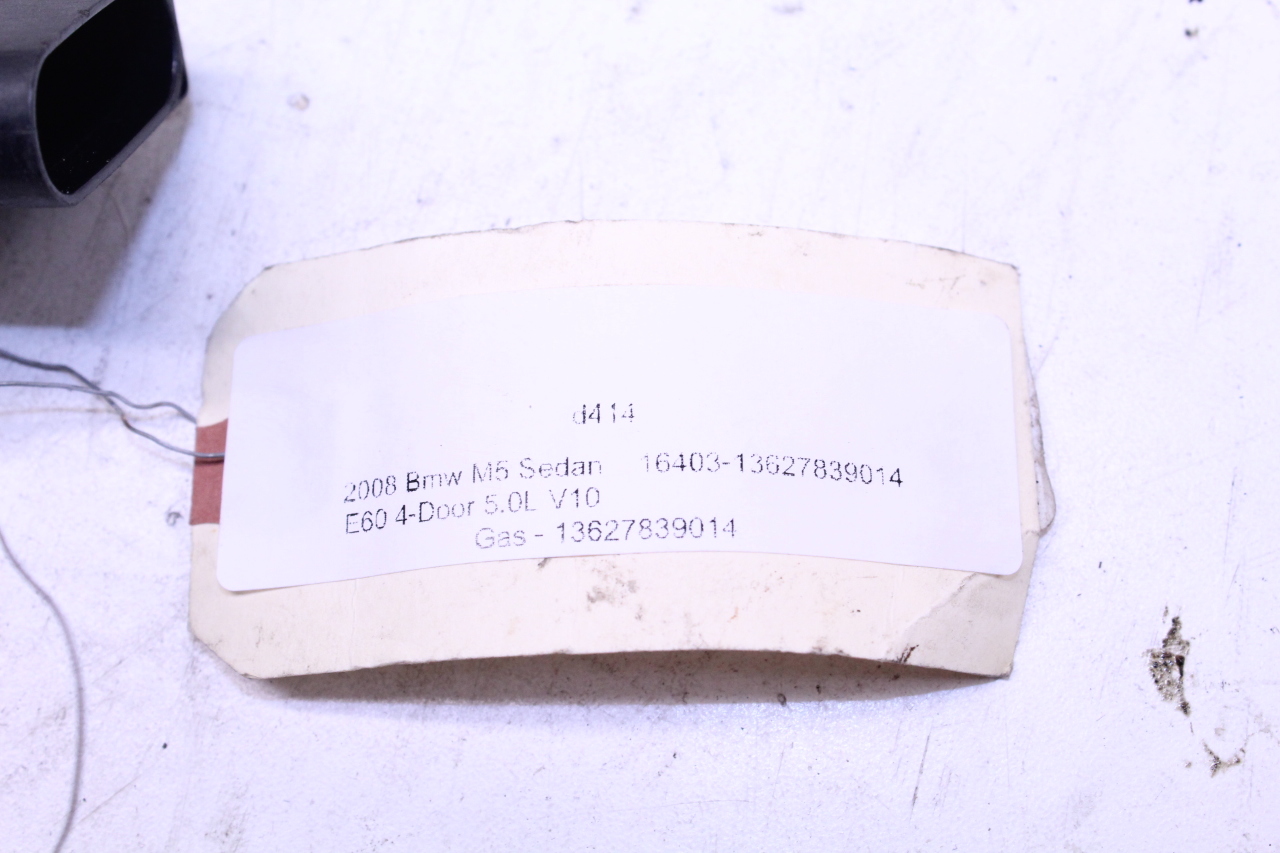 d414
2008 Bmw M5 Sedan 16403-13627839014
E60 4-Door 5.0L V10
Gas - 13627839014